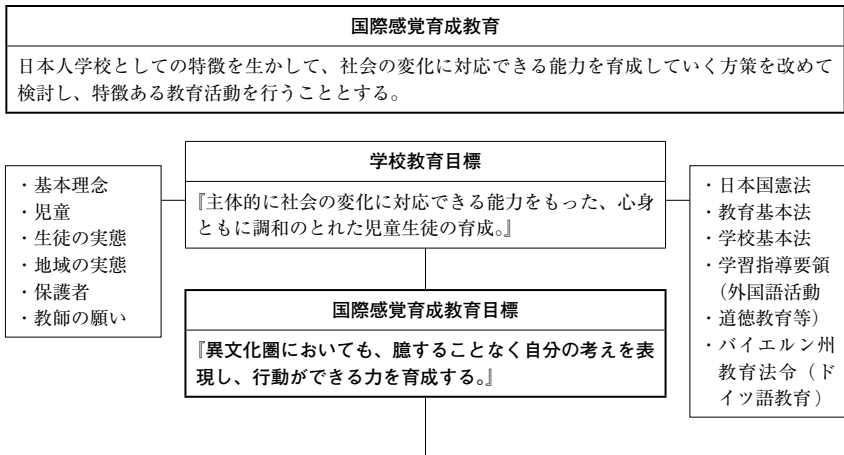 国際感覚育成教育
日本人学校としての特徴を生かして、社会の変化に対応できる能力を育成していく方策を改めて
検討し、特徴ある教育活動を行うこととする。
学校教育目標
『主体的に社会の変化に対応できる能力をもった、心身
ともに調和のとれた児童生徒の育成。』
・基本理念
・児童
・生徒の実態
・地域の実態
・保護者
・教師の願い
・日本国憲法
・教育基本法
・学校基本法
・学習指導要領
（外国語活動
・道徳教育等）
・バイエルン州
教育法令（ド
イツ語教育）
国際感覚育成教育目標
『異文化圏においても、臆することなく自分の考えを表
現し、行動ができる力を育成する。』